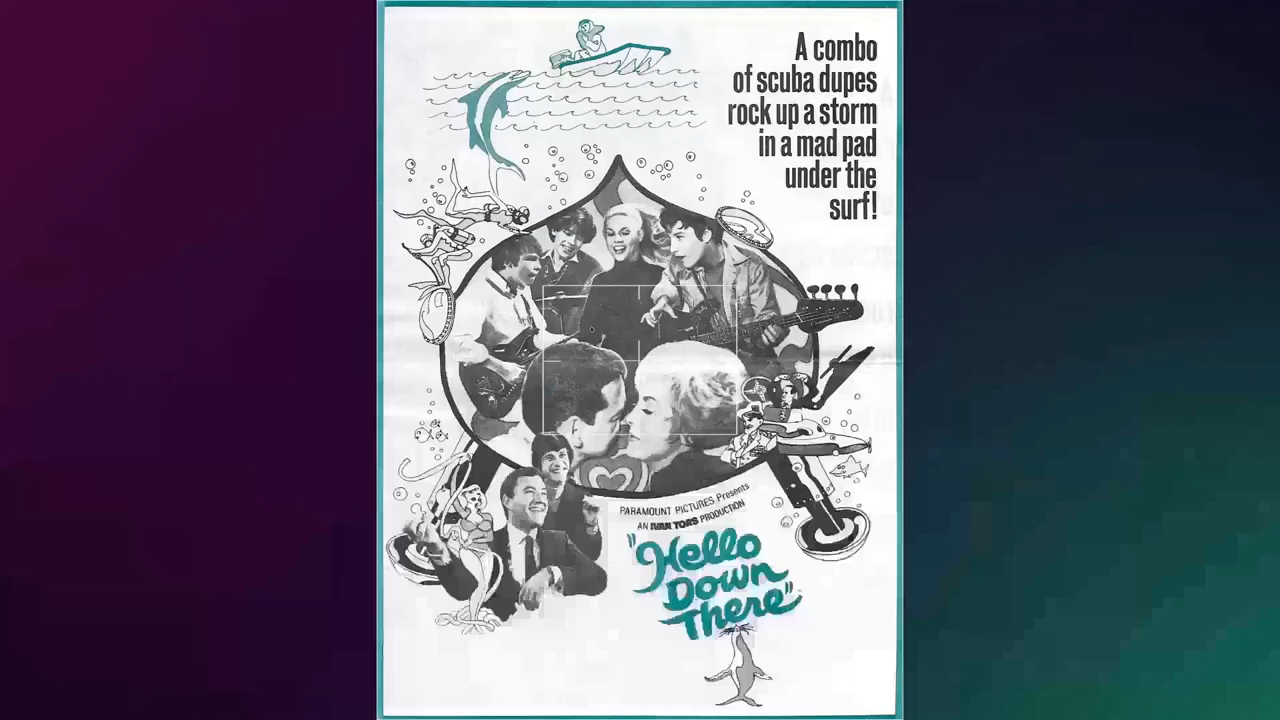 A combo
of scuba dupes
rock up a storm
in a mad pad
under the
surf!
PARAMOUNT PICTURES Presents
AN IVAN TORS PRODUCTION
"Hello
Down
There"